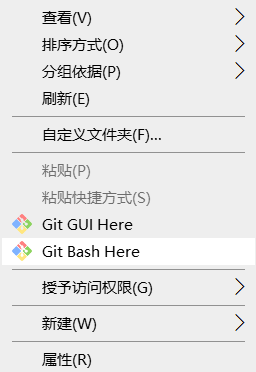 查看(V)
排序方式(O)
分组依据(P)
刷新(E)
自定义文件夹(F)...
粘贴(P)
粘贴快捷方式(S)
Git GUI Here
Git Bash Here
授予访问权限(G)
新建(W)
属性(R)